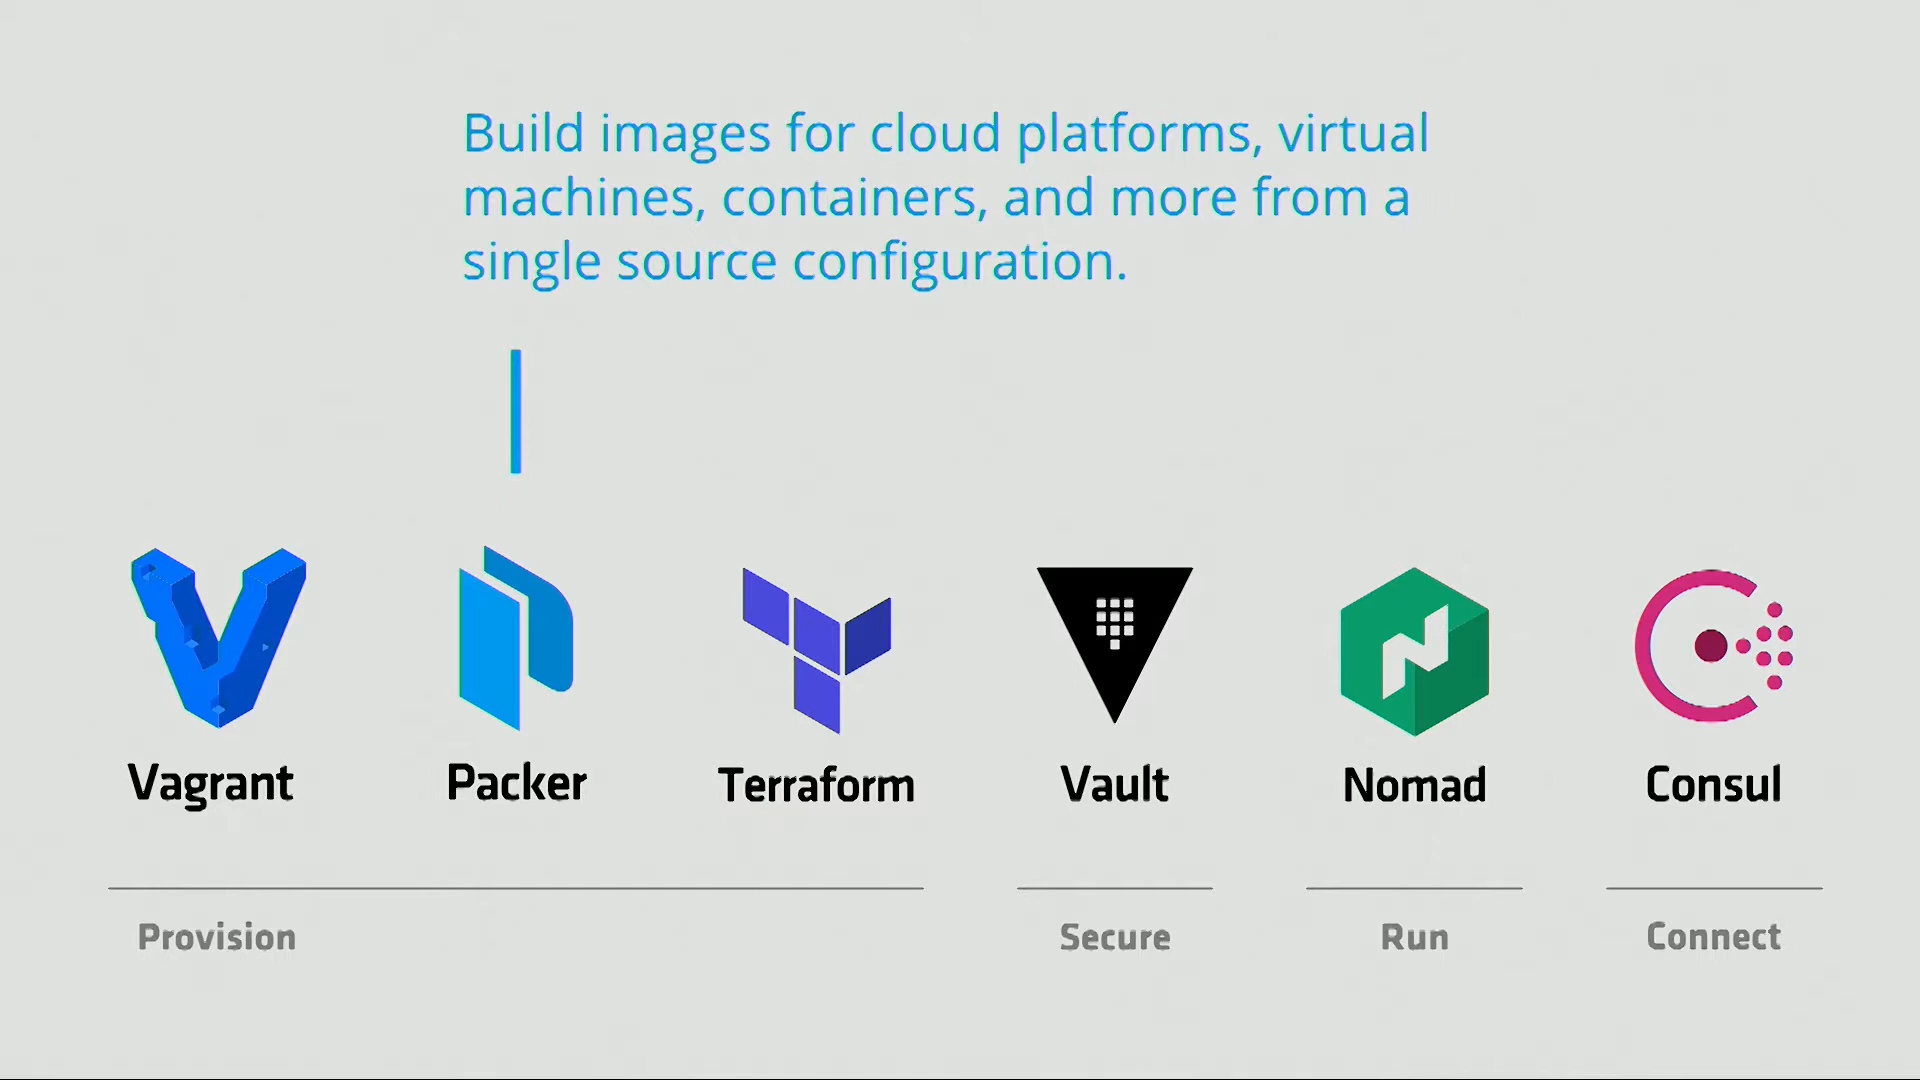 Build images for cloud platforms, virtual
machines, containers, and more from a
single source configuration.
Vagrant
Packer
Terraform
Vault
Nomad
Consul
Provision
Secure
Run
Connect